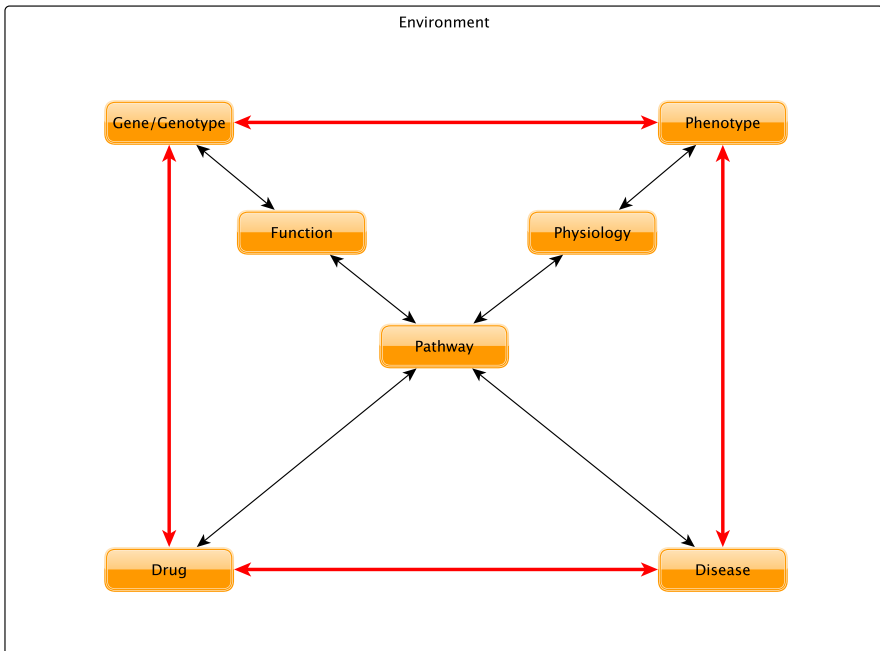 Environment
Gene/Genotype
Phenotype
Function
Physiology
Pathway
Drug
Disease